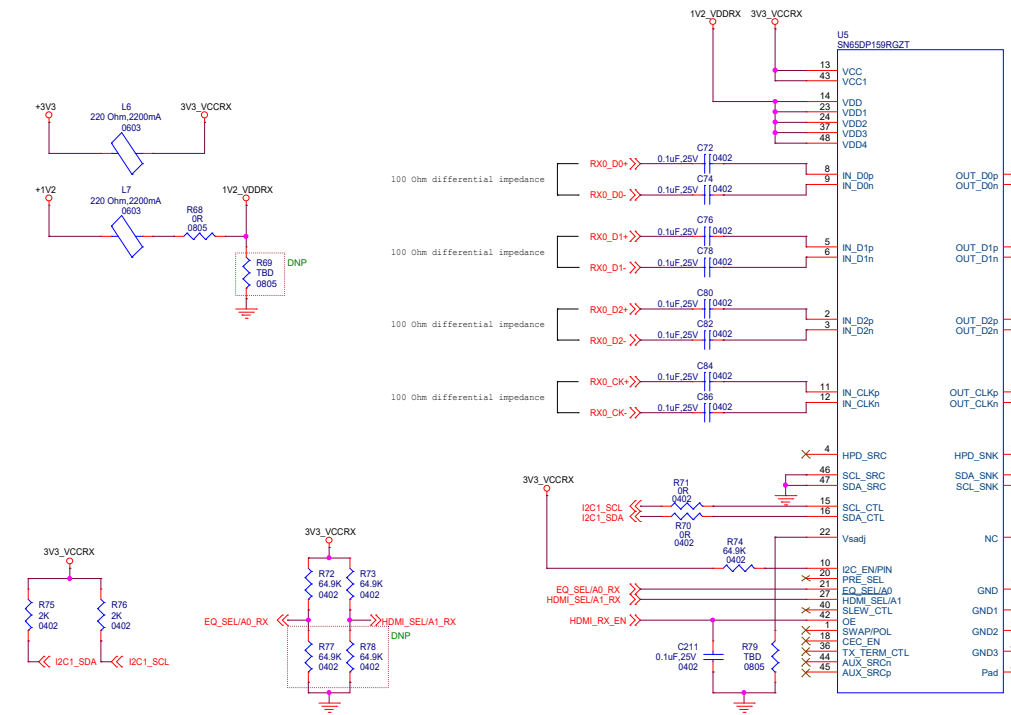 1V2_VDDRX
3V3_VCCRX
U5
SN65DP159RGZT
13
VCC
43
VCC1
14
VDD
23
VDD1
24
VDD2
37
VDD3
48
VDD4
+3V3
L6
220 Ohm,2200mA
0603
3V3_VCCRX
+1V2
L7
220 Ohm,2200mA
0603
R68
0R
0805
1V2_VDDRX
R69
TBD
0805
DNP
100 Ohm differential impedance
RX0_D0+
C72
0.1uF,25V
0402
RX0_D0-
C74
0.1uF,25V
0402
8
IN_D0p
9
IN_D0n
OUT_D0p
OUT_D0n
100 Ohm differential impedance
RX0_D1+
C76
0.1uF,25V
0402
RX0_D1-
C78
0.1uF,25V
0402
5
IN_D1p
6
IN_D1n
OUT_D1p
OUT_D1n
100 Ohm differential impedance
RX0_D2+
C80
0.1uF,25V
0402
RX0_D2-
C82
0.1uF,25V
0402
2
IN_D2p
3
IN_D2n
OUT_D2p
OUT_D2n
100 Ohm differential impedance
RX0_CK+
C84
0.1uF,25V
0402
RX0_CK-
C86
0.1uF,25V
0402
11
IN_CLKp
12
IN_CLKn
OUT_CLKp
OUT_CLKn
4
HPD_SRC
HPD_SNK
46
SCL_SRC
47
SDA_SRC
SDA_SNK
SCL_SNK
3V3_VCCRX
I2C1_SCL
I2C1_SDA
R71
0R
0402
R70
0R
0402
15
SCL_CTL
16
SDA_CTL
22
Vsadj
NC
R74
64.9K
0402
10
I2C_EN/PIN
20
PRE_SEL
21
EQ_SEL/A0
27
HDMI_SEL/A1
40
SLEW_CTL
42
OE
1
SWAP/POL
18
CEC_EN
36
TX_TERM_CTL
44
AUX_SRCn
45
AUX_SRCp
GND
GND1
GND2
GND3
Pad
EQ_SEL/A0_RX
HDMI_SEL/A1_RX
HDMI_RX_EN
C211
0.1uF,25V
0402
R79
TBD
0805
3V3_VCCRX
R75
2K
0402
R76
2K
0402
I2C1_SDA
I2C1_SCL
3V3_VCCRX
R72
64.9K
0402
R73
64.9K
0402
EQ_SEL/A0_RX
HDMI_SEL/A1_RX
DNP
R77
64.9K
0402
R78
64.9K
0402